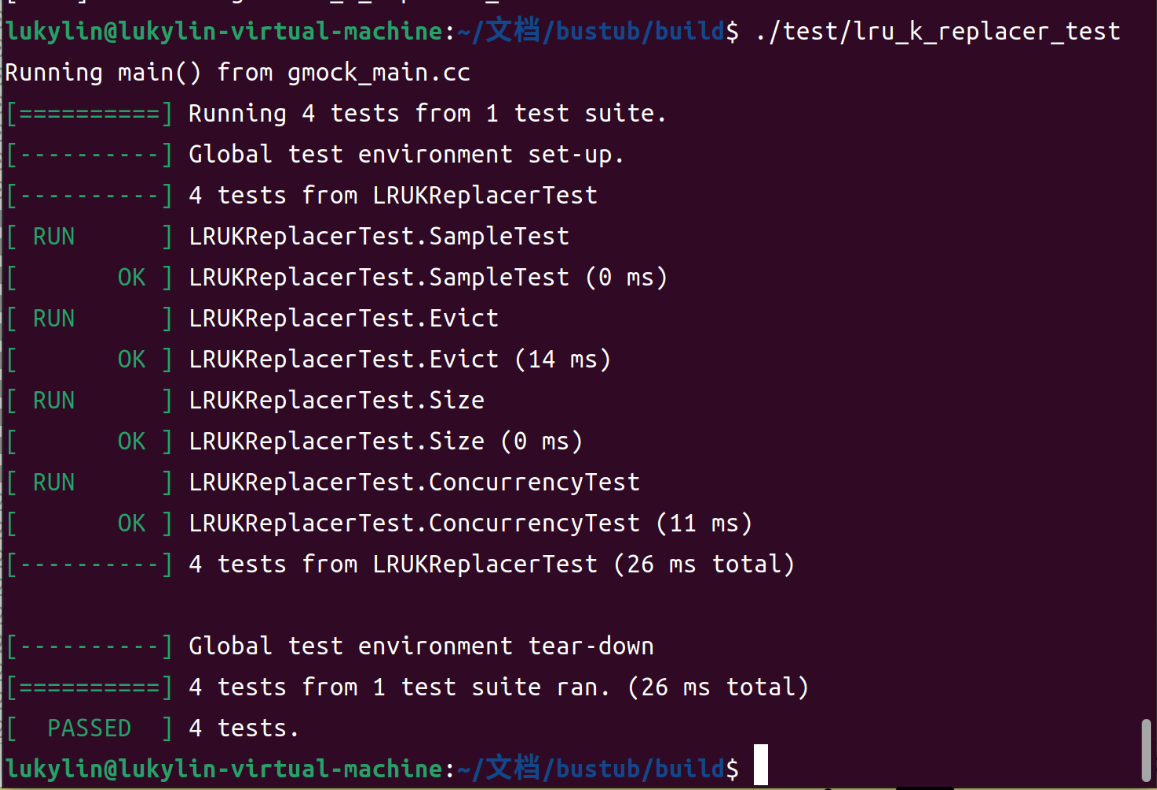 lukylin@lukylin-virtual-machine:~/文档/bustub/build$ ./test/lru_k_replacer_test
Running main() from gmock_main.cc
[==========] Running 4 tests from 1 test suite.
[----------] Global test environment set-up.
[----------] 4 tests from LRUKReplacerTest
[ RUN      ] LRUKReplacerTest.SampleTest
[       OK ] LRUKReplacerTest.SampleTest (0 ms)
[ RUN      ] LRUKReplacerTest.Evict
[       OK ] LRUKReplacerTest.Evict (14 ms)
[ RUN      ] LRUKReplacerTest.Size
[       OK ] LRUKReplacerTest.Size (0 ms)
[ RUN      ] LRUKReplacerTest.ConcurrencyTest
[       OK ] LRUKReplacerTest.ConcurrencyTest (11 ms)
[----------] 4 tests from LRUKReplacerTest (26 ms total)

[----------] Global test environment tear-down
[==========] 4 tests from 1 test suite ran. (26 ms total)
[  PASSED  ] 4 tests.
lukylin@lukylin-virtual-machine:~/文档/bustub/build$